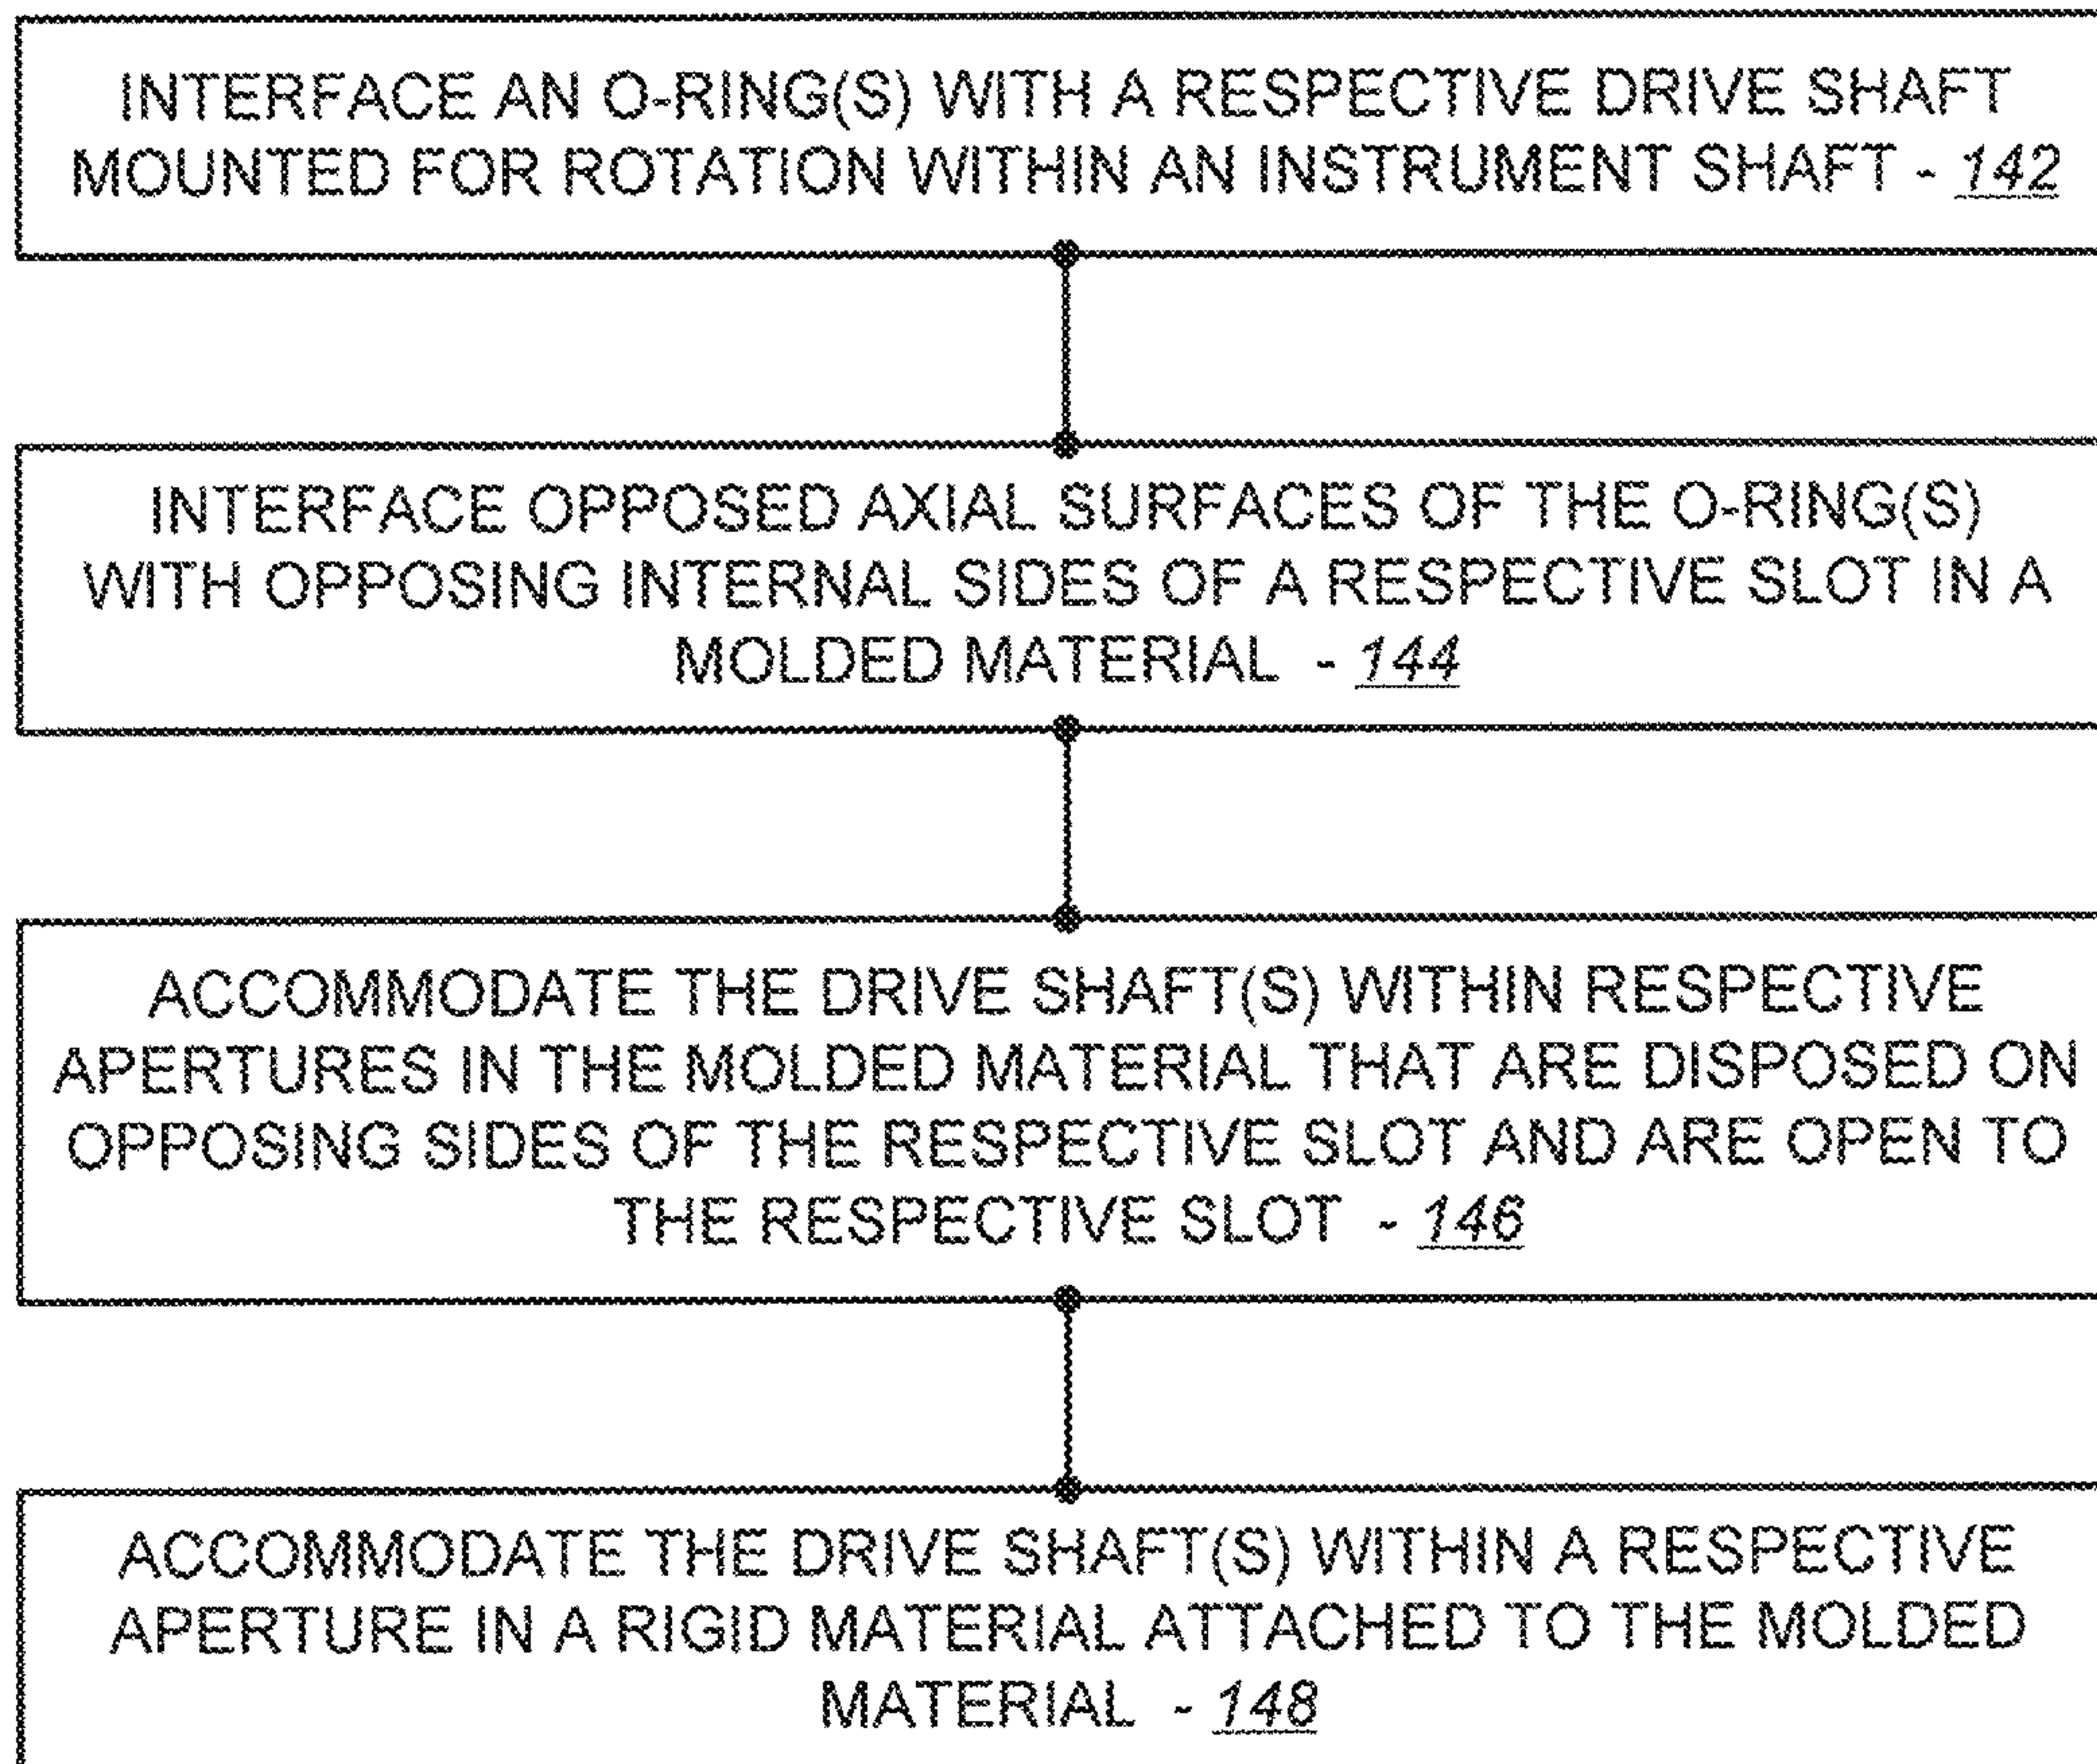 INTERFACE AN O-RING(S) WITH A RESPECTIVE DRIVE SHAFT
MOUNTED FOR ROTATION WITHIN AN INSTRUMENT SHAFT - 142
INTERFACE OPPOSED AXIAL SURFACES OF THE O-RING(S)
WITH OPPOSING INTERNAL SIDES OF A RESPECTIVE SLOT IN A
MOLDED MATERIAL - 144
ACCOMMODATE THE DRIVE SHAFT(S) WITHIN RESPECTIVE
APERTURES IN THE MOLDED MATERIAL THAT ARE DISPOSED ON
OPPOSING SIDES OF THE RESPECTIVE SLOT AND ARE OPEN TO
THE RESPECTIVE SLOT - 146
ACCOMMODATE THE DRIVE SHAFT(S) WITHIN A RESPECTIVE
APERTURE IN A RIGID MATERIAL ATTACHED TO THE MOLDED
MATERIAL - 148